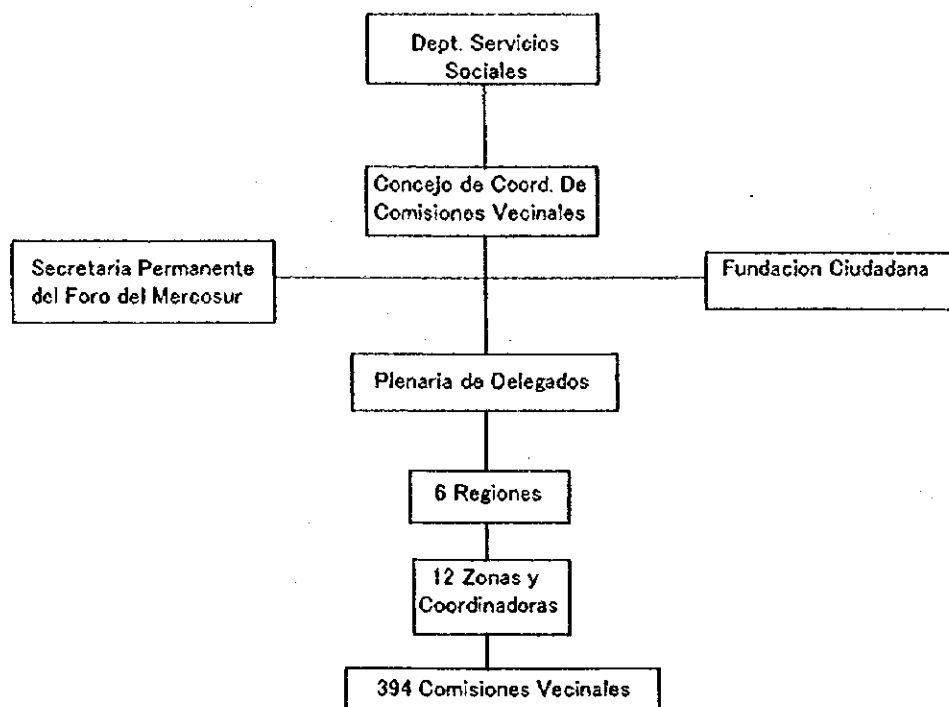 Dept. Servicios
Sociales
Concejo de Coord. De
Comisiones Vecinales
Secretaria Permanente
del Foro del Mercosur
Fundacion Ciudadana
Plenaria de Delegados
6 Regiones
12 Zonas y
Coordinadoras
394 Comisiones Vecinales